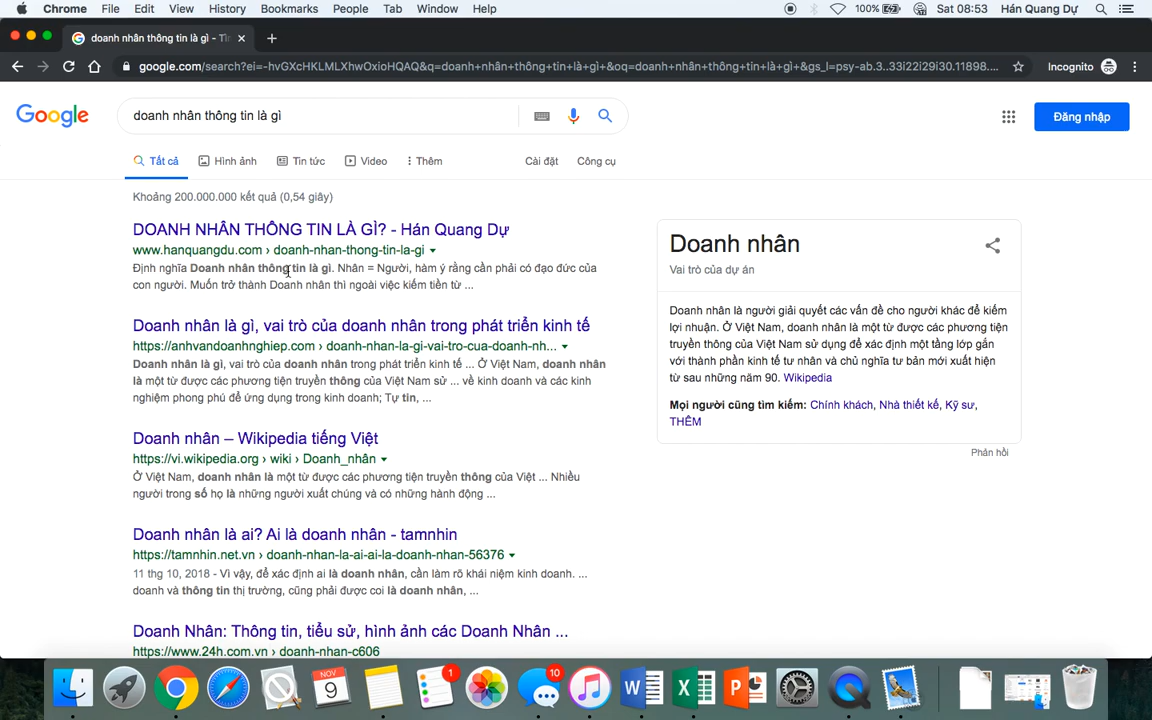 Chrome File Edit View History Bookmarks People Tab Window Help 100% Sat 08:53 Hán Quang Dự
doanh nhân thông tin là gì - Tìm
google.com/search?ei=-hvGXcHKLMLXhwOxioHQAQ&q=doanh+nhân+thông+tin+là+gì+&oq=doanh+nhân+thông+tin+là+gì+&gs_l=psy-ab.3..33i22i29i30.11898.... Incognito
Google doanh nhân thông tin là gì Đăng nhập
Tất cả Hình ảnh Tin tức Video Thêm Cài đặt Công cụ
Khoảng 200.000.000 kết quả (0,54 giây)
DOANH NHÂN THÔNG TIN LÀ GÌ? - Hán Quang Dự
www.hanquangdu.com › doanh-nhan-thong-tin-la-gi
Định nghĩa Doanh nhân thông tin là gì. Nhân = Người, hàm ý rằng cần phải có đạo đức của
con người. Muốn trở thành Doanh nhân thì ngoài việc kiếm tiền từ ...
Doanh nhân là gì, vai trò của doanh nhân trong phát triển kinh tế
https://anhvandoanhnghiep.com › doanh-nhan-la-gi-vai-tro-cua-doanh-nh...
Doanh nhân là gì, vai trò của doanh nhân trong phát triển kinh tế ... Ở Việt Nam, doanh nhân
là một từ được các phương tiện truyền thông của Việt Nam sử ... về kinh doanh và các kinh
nghiệm phong phú để ứng dụng trong kinh doanh; Tự tin, ...
Doanh nhân – Wikipedia tiếng Việt
https://vi.wikipedia.org › wiki › Doanh_nhân
Ở Việt Nam, doanh nhân là một từ được các phương tiện truyền thông của Việt ... Nhiều
người trong số họ là những người xuất chúng và có những hành động ...
Doanh nhân là ai? Ai là doanh nhân - tamnhin
https://tamnhin.net.vn › doanh-nhan-la-ai-ai-la-doanh-nhan-56376
11 thg 10, 2018 - Vì vậy, để xác định ai là doanh nhân, cần làm rõ khái niệm kinh doanh. ...
doanh và thông tin thị trường, cũng phải được coi là doanh nhân, ...
Doanh Nhân: Thông tin, tiểu sử, hình ảnh các Doanh Nhân ...
https://www.24h.com.vn › doanh-nhan-c606
Doanh nhân
Vai trò của dự án
Doanh nhân là người giải quyết các vấn đề cho người khác để kiếm
lợi nhuận. Ở Việt Nam, doanh nhân là một từ được các phương tiện
truyền thông của Việt Nam sử dụng để xác định một tầng lớp gắn
với thành phần kinh tế tư nhân và chủ nghĩa tư bản mới xuất hiện
từ sau những năm 90. Wikipedia
Mọi người cũng tìm kiếm: Chính khách, Nhà thiết kế, Kỹ sư,
THÊM
Phản hồi
NOV
9
1
10
W
X
P